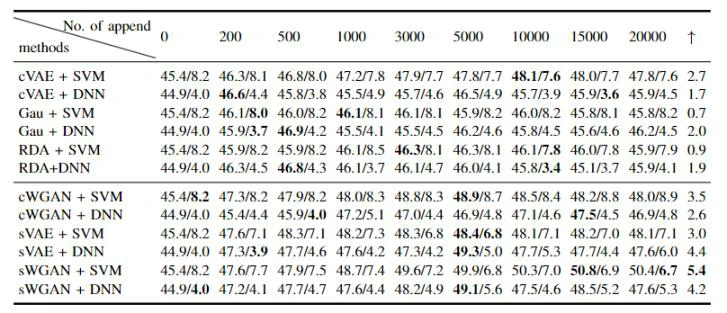 No. of append
methods 0 200 500 1000 3000 5000 10000 15000 20000 ↑
cVAE + SVM 45.4/8.2 46.3/8.1 46.8/8.0 47.2/7.8 47.9/7.7 47.8/7.7 48.1/7.6 48.0/7.7 47.8/7.6 2.7
cVAE + DNN 44.9/4.0 46.6/4.4 45.8/3.8 45.5/4.9 45.7/4.6 46.5/4.9 45.7/3.9 45.9/3.6 45.9/4.5 1.7
Gau + SVM 45.4/8.2 46.1/8.0 46.0/8.2 46.1/8.1 46.1/8.1 45.9/8.2 46.0/8.2 45.8/8.1 45.8/8.2 0.7
Gau + DNN 44.9/4.0 45.9/3.7 46.9/4.2 45.5/4.1 45.5/4.5 46.2/4.6 45.8/4.5 45.6/4.6 46.2/4.5 2.0
RDA + SVM 45.4/8.2 45.9/8.2 45.9/8.2 46.1/8.5 46.3/8.1 46.3/8.1 46.1/7.8 46.0/7.8 45.9/7.9 0.9
RDA+DNN 44.9/4.0 46.3/4.5 46.8/4.3 46.1/3.7 46.1/4.7 46.0/4.1 45.8/3.4 45.1/3.7 45.9/4.1 1.9
cWGAN + SVM 45.4/8.2 47.3/8.2 47.9/8.2 48.0/8.3 48.8/8.3 48.9/8.7 48.5/8.4 48.2/8.8 48.0/8.9 3.5
cWGAN + DNN 44.9/4.0 45.4/4.4 45.9/4.0 47.2/5.1 47.0/4.4 46.9/4.8 47.1/4.6 47.5/4.5 46.9/4.8 2.6
sVAE + SVM 45.4/8.2 47.6/7.1 48.3/7.1 48.2/7.3 48.3/6.8 48.4/6.8 48.1/7.1 48.2/7.0 48.1/7.1 3.0
sVAE + DNN 44.9/4.0 47.3/3.9 47.7/4.6 47.6/4.2 47.3/4.2 49.3/5.0 47.7/5.3 47.7/4.4 47.6/6.0 4.4
sWGAN + SVM 45.4/8.2 47.6/7.7 47.9/7.5 48.7/7.4 49.6/7.2 49.9/6.8 50.3/7.0 50.8/6.9 50.4/6.7 5.4
sWGAN + DNN 44.9/4.0 47.2/4.1 47.7/4.7 47.6/4.4 48.2/4.9 49.1/5.6 47.5/4.6 48.5/5.2 47.6/5.3 4.2